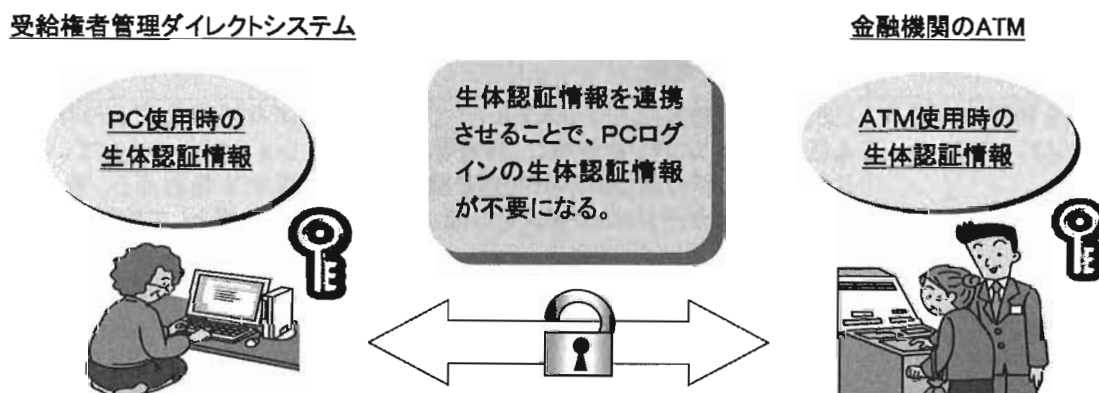 受給権者管理ダイレクトシステム
金融機関のATM
PC使用時の
生体認証情報
生体認証情報を連携
させることで、PCログ
インの生体認証情報
が不要になる。
ATM使用時の
生体認証情報